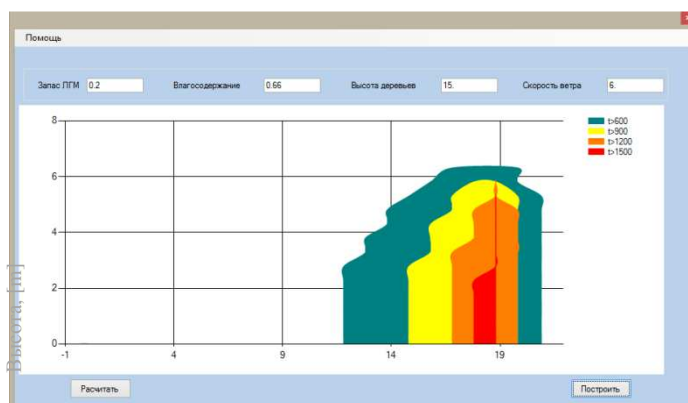 Помощь
Запас ЛГМ 0.2 Влагосодержание 0.66 Высота деревьев 15. Скорость ветра 6.
8
6
4
2
0
-1 4 9 14 19
t>600
t>900
t>1200
t>1500
Высота, [m]
Расчитать Построить